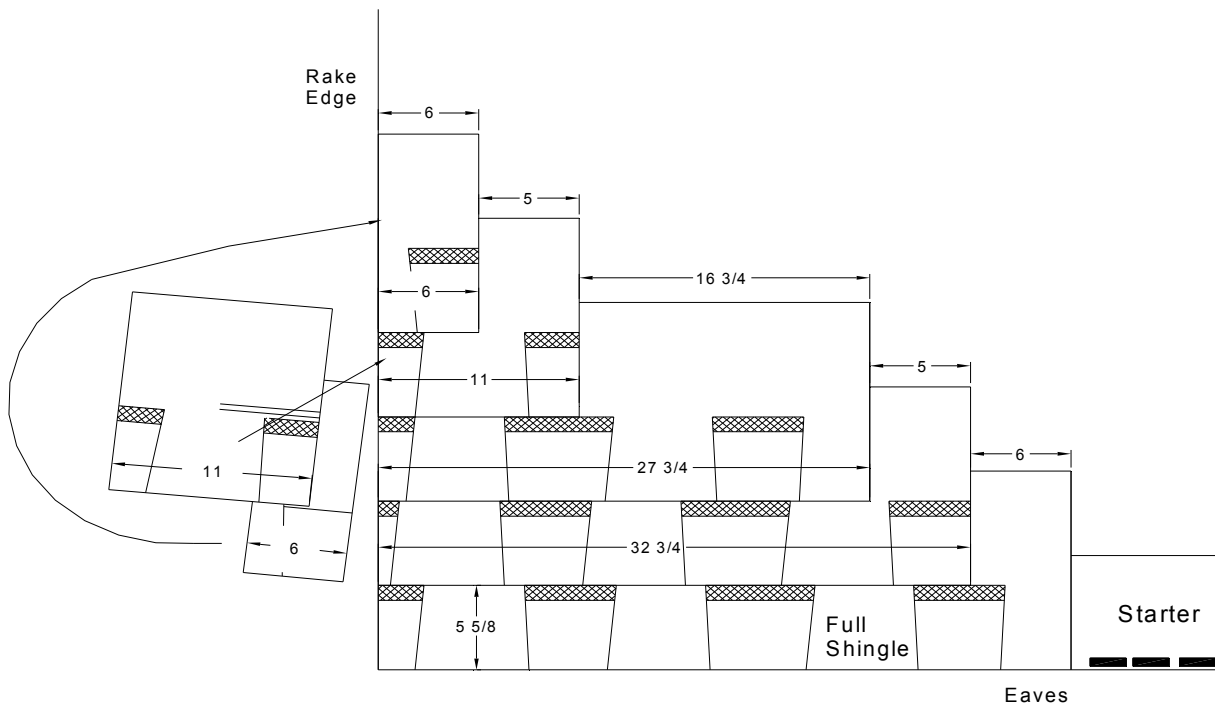 Rake
Edge
6
5
6
16 3/4
5
11
11
27 3/4
6
32 3/4
6
5 5/8
Full
Shingle
Starter
Eaves